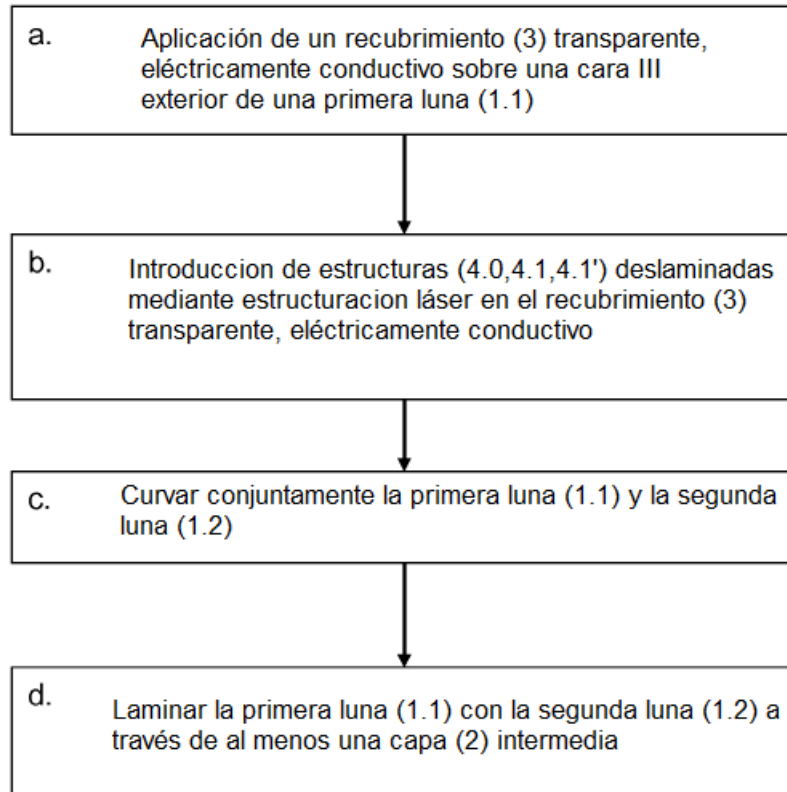 a. Aplicación de un recubrimiento (3) transparente,
eléctricamente conductivo sobre una cara III
exterior de una primera luna (1.1)
b. Introduccion de estructuras (4.0,4.1,4.1') deslaminadas
mediante estructuracion láser en el recubrimiento (3)
transparente, eléctricamente conductivo
c. Curvar conjuntamente la primera luna (1.1) y la segunda
luna (1.2)
d. Laminar la primera luna (1.1) con la segunda luna (1.2) a
través de al menos una capa (2) intermedia